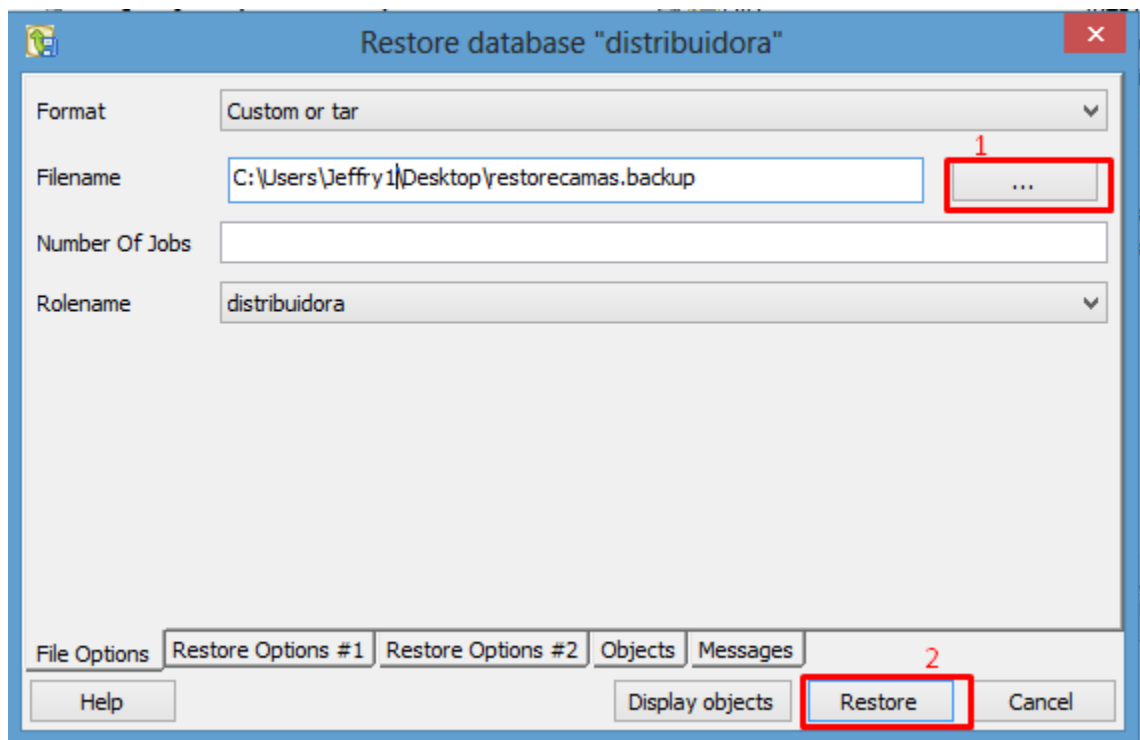 Restore database "distribuidora"
Format
Custom or tar
1
Filename
C:\Users\Jeffry1\Desktop\restorecamas.backup
...
Number Of Jobs
Rolename
distribuidora
File Options
Restore Options #1
Restore Options #2
Objects
Messages
2
Help
Display objects
Restore
Cancel